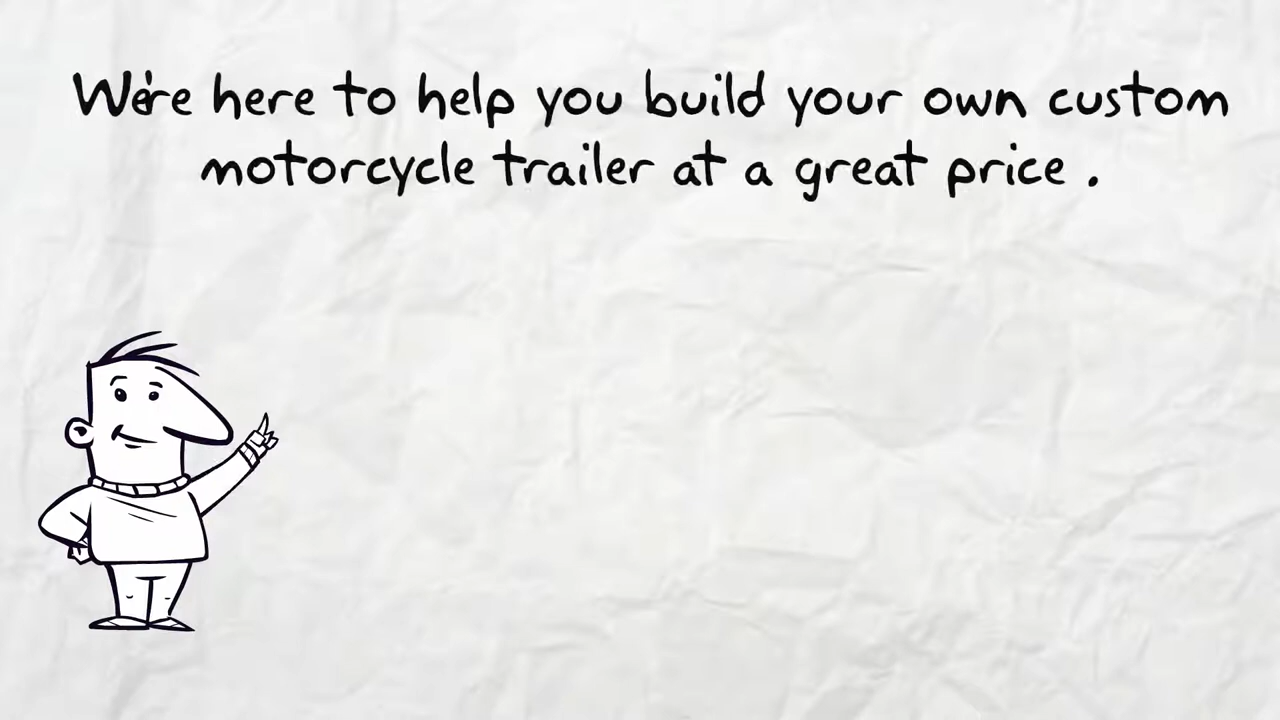 We're here to help you build your own custom
motorcycle trailer at a great price .